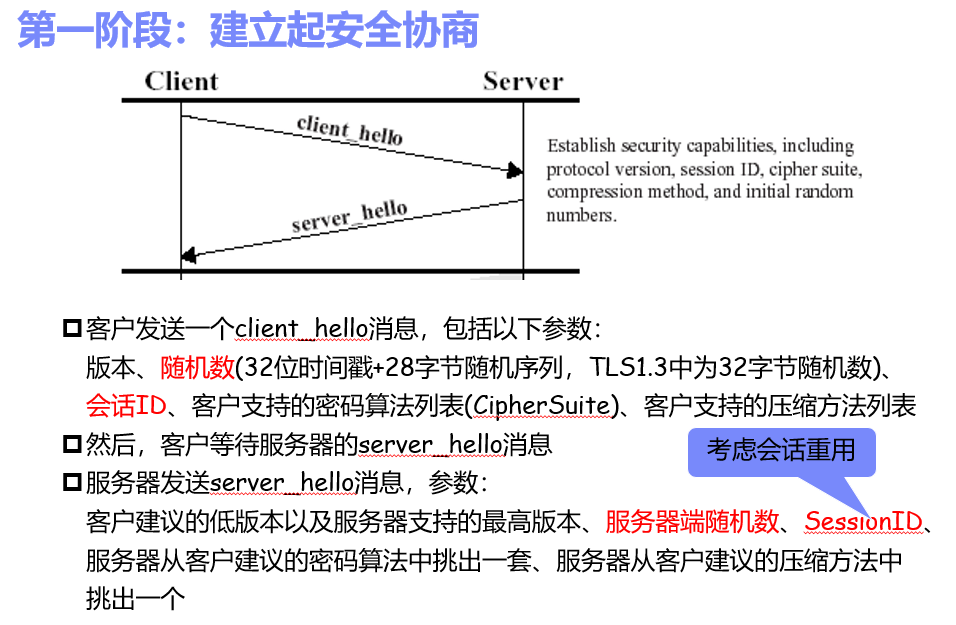 第一阶段：建立起安全协商
Client
Server
client_hello
Establish security capabilities, including
protocol version, session ID, cipher suite,
compression method, and initial random
numbers.
server_hello
客户发送一个client_hello消息，包括以下参数：
版本、随机数(32位时间戳+28字节随机序列，TLS1.3中为32字节随机数)、
会话ID、客户支持的密码算法列表(CipherSuite)、客户支持的压缩方法列表
然后，客户等待服务器的server_hello消息
考虑会话重用
服务器发送server_hello消息，参数：
客户建议的低版本以及服务器支持的最高版本、服务器端随机数、SessionID、
服务器从客户建议的密码算法中挑出一套、服务器从客户建议的压缩方法中
挑出一个